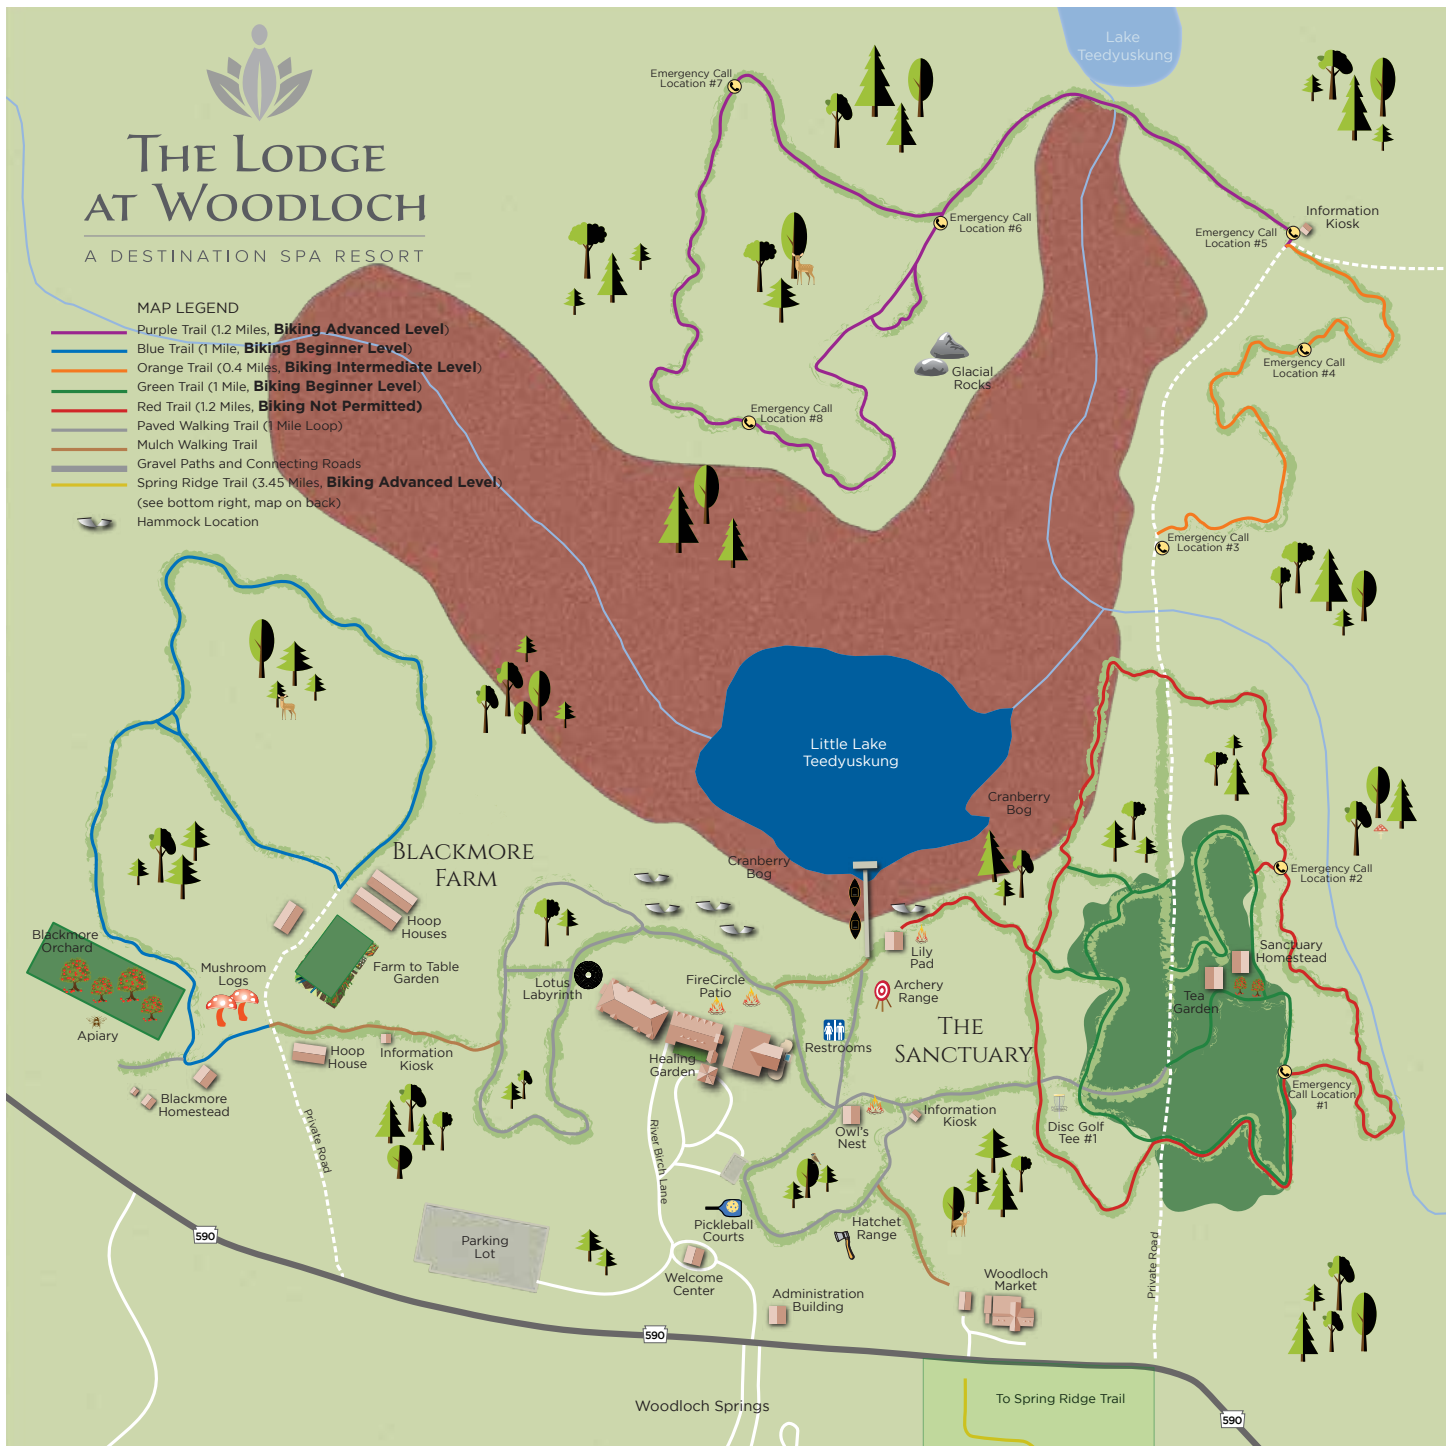 THE LODGE
AT WOODLOCH
A DESTINATION SPA RESORT
MAP LEGEND
Purple Trail (1.2 Miles, Biking Advanced Level)
Blue Trail (1 Mile, Biking Beginner Level)
Orange Trail (0.4 Miles, Biking Intermediate Level)
Green Trail (1 Mile, Biking Beginner Level)
Red Trail (1.2 Miles, Biking Not Permitted)
Paved Walking Trail (1 Mile Loop)
Mulch Walking Trail
Gravel Paths and Connecting Roads
Spring Ridge Trail (3.45 Miles, Biking Advanced Level)
(see bottom right, map on back)
Hammock Location
Lake
Teedyuskung
Emergency Call
Location #7
Emergency Call
Location #6
Information
Kiosk
Emergency Call
Location #5
Emergency Call
Location #4
Glacial
Rocks
Emergency Call
Location #8
Emergency Call
Location #3
Little Lake
Teedyuskung
Cranberry
Bog
Cranberry
Bog
BLACKMORE
FARM
Hoop
Houses
Farm to Table
Garden
Blackmore
Orchard
Mushroom
Logs
Apiary
Hoop
House
Information
Kiosk
Blackmore
Homestead
Private Road
Lotus
Labyrinth
FireCircle
Patio
Healing
Garden
Lily
Pad
Archery
Range
Restrooms
THE
SANCTUARY
Emergency Call
Location #2
Sanctuary
Homestead
Tea
Garden
Emergency
Call Location
#1
Owl's
Nest
Information
Kiosk
Disc Golf
Tee #1
River Birch Lane
Pickleball
Courts
Hatchet
Range
Parking
Lot
Welcome
Center
Administration
Building
Woodloch
Market
Private Road
590
590
590
Woodloch Springs
To Spring Ridge Trail